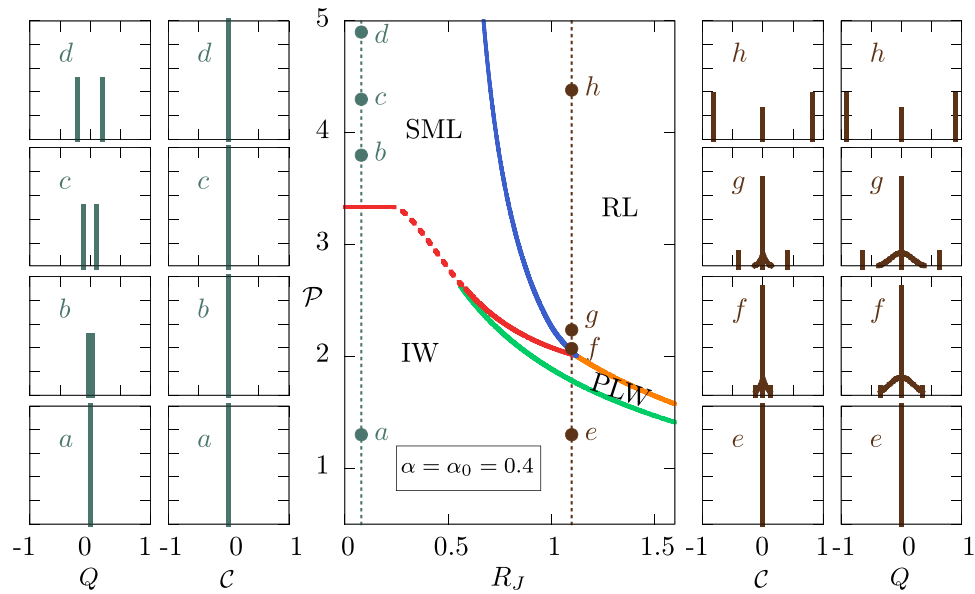 d
c
b
a
-1 0 1
Q
d
c
b
a
-1 0 1
𝒞
5
4
3
2
1
𝒫
d
c
b
a
SML
RL
IW
PLW
h
g
f
e
α = α₀ = 0.4
0 0.5 1 1.5
R_J
h
g
f
e
-1 0 1
𝒞
h
g
f
e
-1 0 1
Q